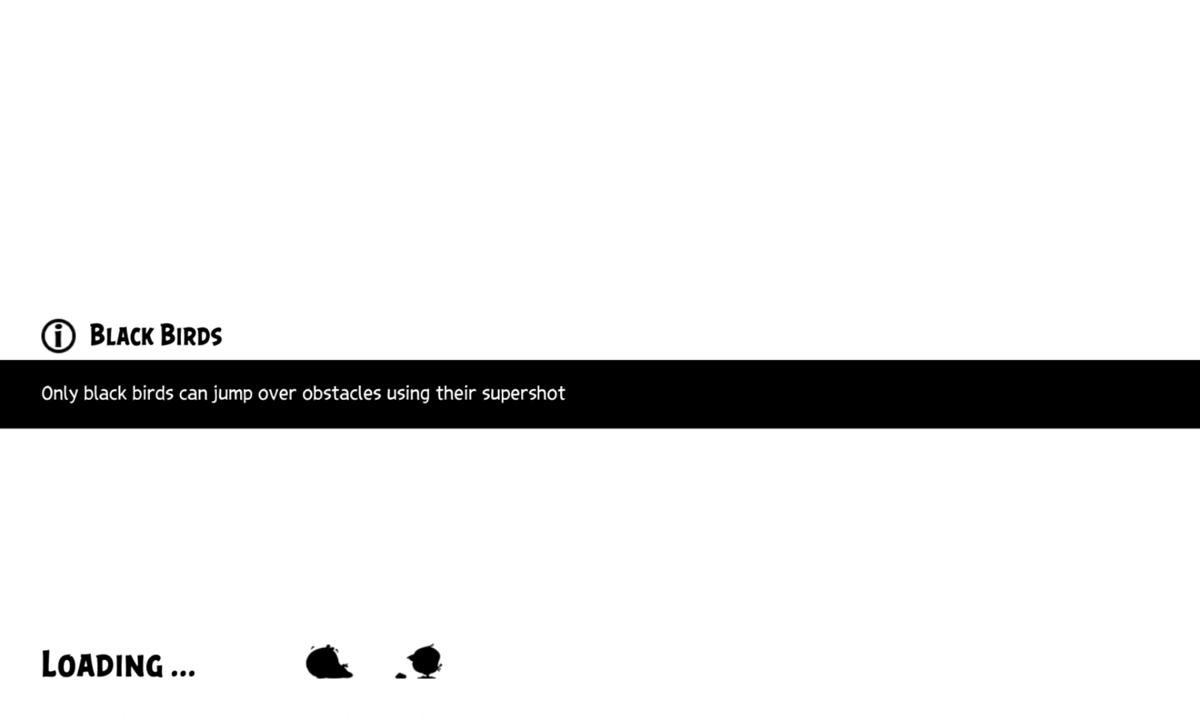 Black Birds
Only black birds can jump over obstacles using their supershot
Loading ...